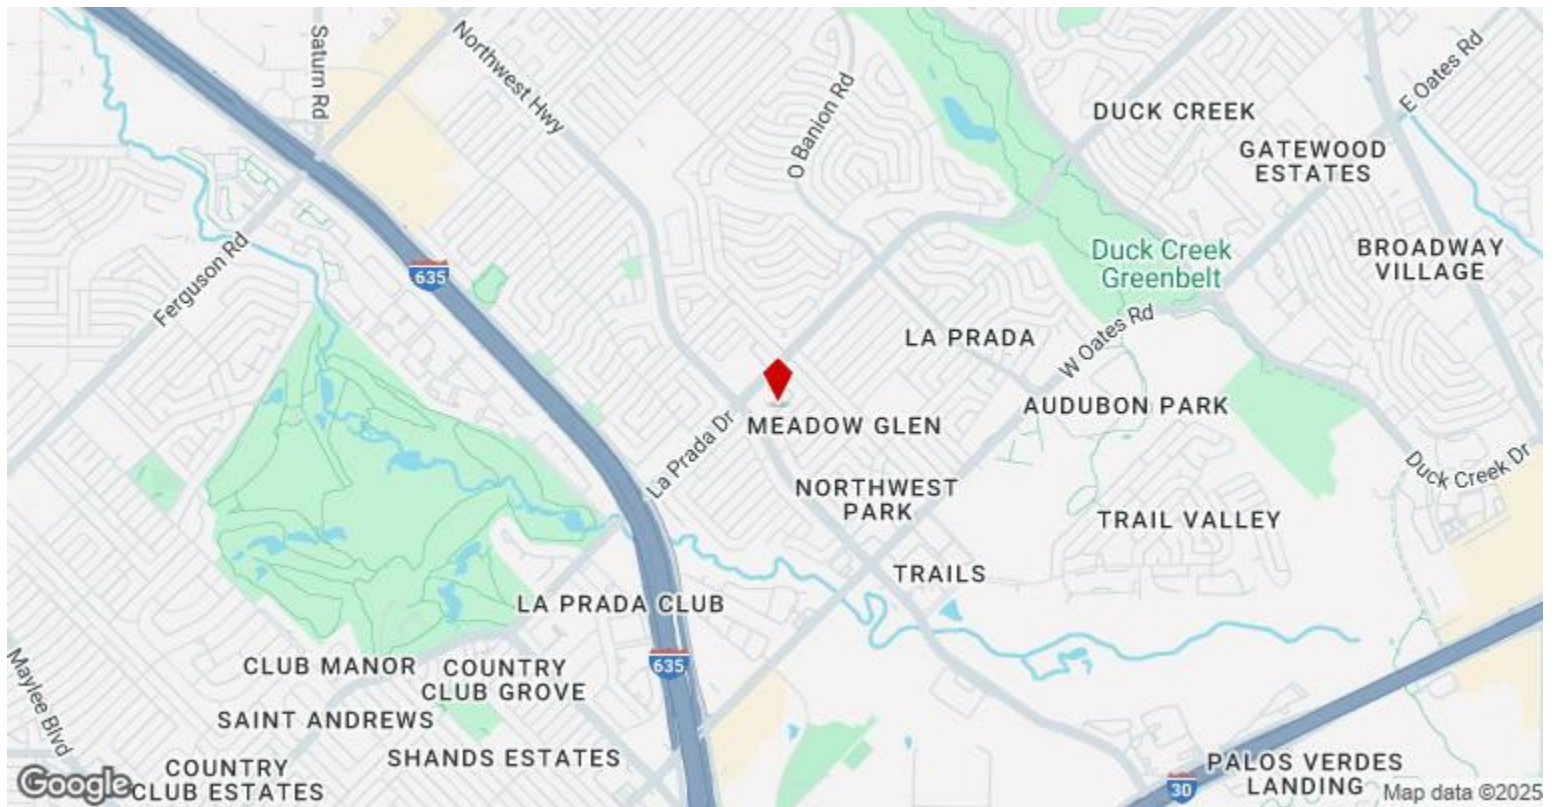 Saturn Rd
Northwest Hwy
O Banion Rd
E Oates Rd
DUCK CREEK
GATEWOOD
ESTATES
Ferguson Rd
635
Duck Creek
Greenbelt
BROADWAY
VILLAGE
LA PRADA
W Oates Rd
La Prada Dr
MEADOW GLEN
AUDUBON PARK
Duck Creek Dr
NORTHWEST
PARK
TRAIL VALLEY
TRAILS
LA PRADA CLUB
Maylee Blvd
CLUB MANOR
COUNTRY
CLUB GROVE
635
SAINT ANDREWS
SHANDS ESTATES
COUNTRY
CLUB ESTATES
PALOS VERDES
LANDING
30
Google
Map data ©2025